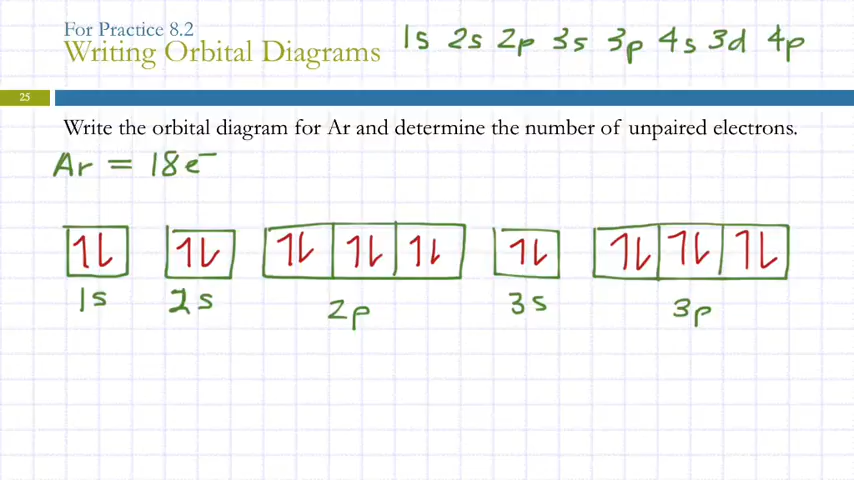 For Practice 8.2
Writing Orbital Diagrams
1s 2s 2p 3s 3p 4s 3d 4p
25
Write the orbital diagram for Ar and determine the number of unpaired electrons.
Ar = 18e⁻
↿⇂ ↿⇂ ↿⇂ ↿⇂ ↿⇂ ↿⇂ ↿⇂ ↿⇂ ↿⇂
1s 2s 2p 3s 3p